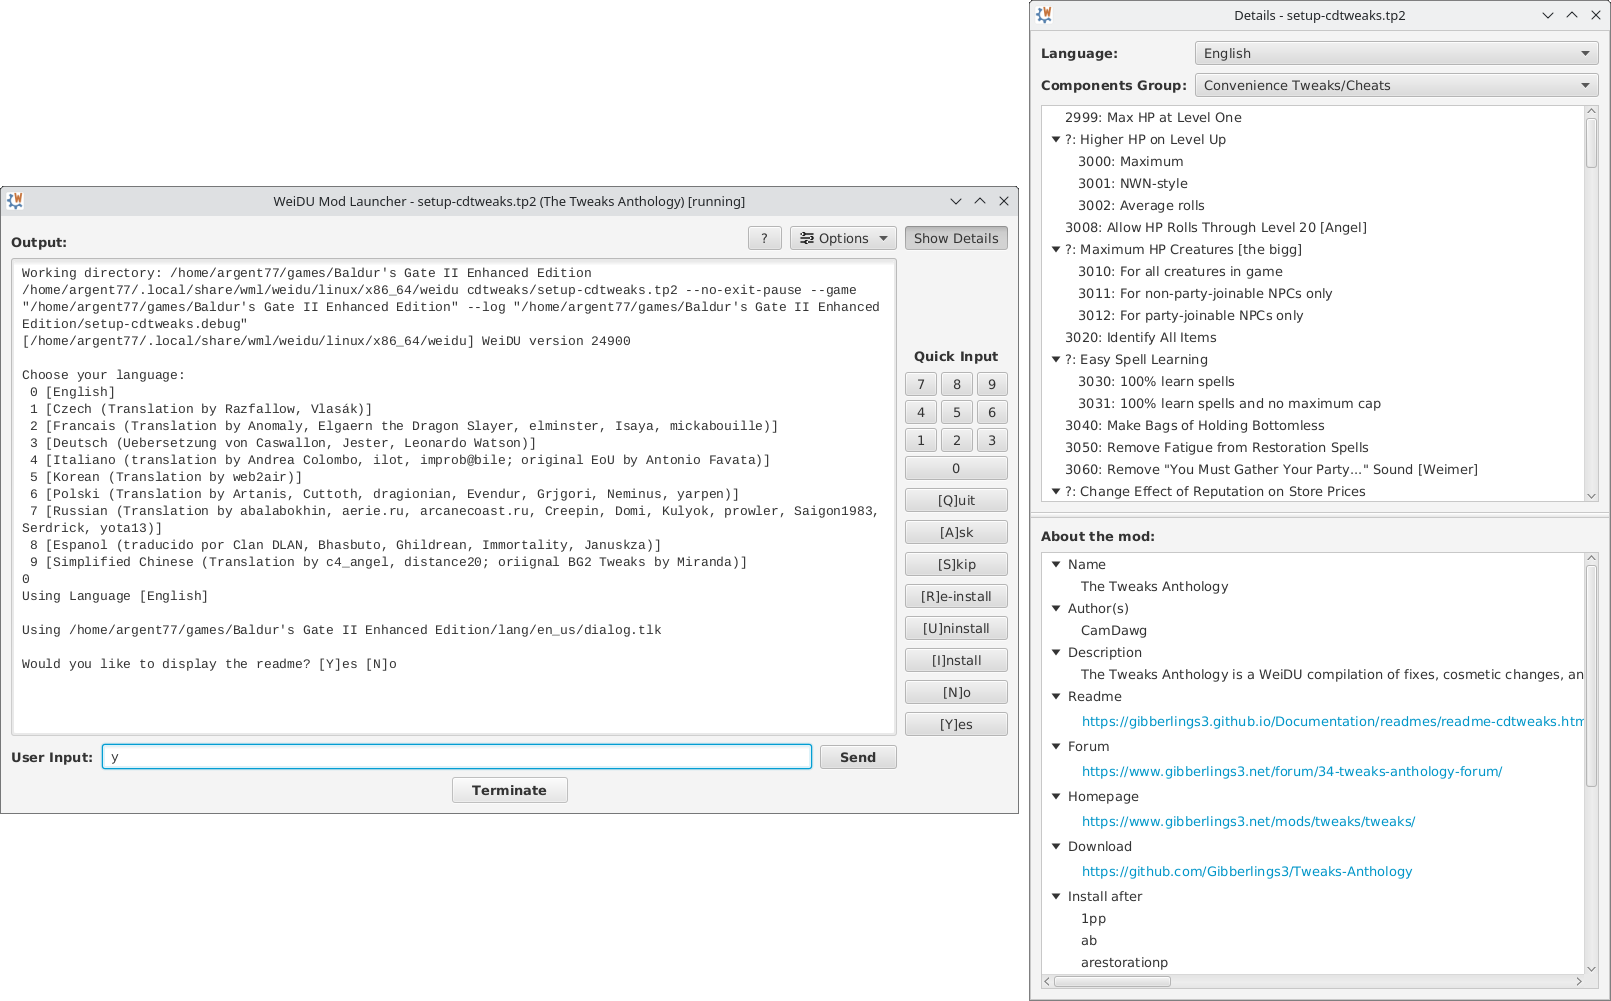 WeiDU Mod Launcher - setup-cdtweaks.tp2 (The Tweaks Anthology) [running]
Output:
?
Options
Show Details
Working directory: /home/argent77/games/Baldur's Gate II Enhanced Edition
/home/argent77/.local/share/wml/weidu/linux/x86_64/weidu cdtweaks/setup-cdtweaks.tp2 --no-exit-pause --game
"/home/argent77/games/Baldur's Gate II Enhanced Edition" --log "/home/argent77/games/Baldur's Gate II Enhanced
Edition/setup-cdtweaks.debug"
[/home/argent77/.local/share/wml/weidu/linux/x86_64/weidu] WeiDU version 24900
Choose your language:
0 [English]
1 [Czech (Translation by Razfallow, Vlasák)]
2 [Francais (Translation by Anomaly, Elgaern the Dragon Slayer, elminster, Isaya, mickabouille)]
3 [Deutsch (Uebersetzung von Caswallon, Jester, Leonardo Watson)]
4 [Italiano (translation by Andrea Colombo, ilot, improb@bile; original EoU by Antonio Favata)]
5 [Korean (Translation by web2air)]
6 [Polski (Translation by Artanis, Cuttoth, dragionian, Evendur, Grjgori, Neminus, yarpen)]
7 [Russian (Translation by abalabokhin, aerie.ru, arcanecoast.ru, Creepin, Domi, Kulyok, prowler, Saigon1983,
Serdrick, yota13)]
8 [Espanol (traducido por Clan DLAN, Bhasbuto, Ghildrean, Immortality, Januskza)]
9 [Simplified Chinese (Translation by c4_angel, distance20; oriignal BG2 Tweaks by Miranda)]
0
Using Language [English]
Using /home/argent77/games/Baldur's Gate II Enhanced Edition/lang/en_us/dialog.tlk
Would you like to display the readme? [Y]es [N]o
Quick Input
7 8 9
4 5 6
1 2 3
0
[Q]uit
[A]sk
[S]kip
[R]e-install
[U]ninstall
[I]nstall
[N]o
[Y]es
User Input:
y
Send
Terminate
Details - setup-cdtweaks.tp2
Language:
English
Components Group:
Convenience Tweaks/Cheats
2999: Max HP at Level One
?: Higher HP on Level Up
3000: Maximum
3001: NWN-style
3002: Average rolls
3008: Allow HP Rolls Through Level 20 [Angel]
?: Maximum HP Creatures [the bigg]
3010: For all creatures in game
3011: For non-party-joinable NPCs only
3012: For party-joinable NPCs only
3020: Identify All Items
?: Easy Spell Learning
3030: 100% learn spells
3031: 100% learn spells and no maximum cap
3040: Make Bags of Holding Bottomless
3050: Remove Fatigue from Restoration Spells
3060: Remove "You Must Gather Your Party..." Sound [Weimer]
?: Change Effect of Reputation on Store Prices
About the mod:
Name
The Tweaks Anthology
Author(s)
CamDawg
Description
The Tweaks Anthology is a WeiDU compilation of fixes, cosmetic changes, an
Readme
https://gibberlings3.github.io/Documentation/readmes/readme-cdtweaks.htm
Forum
https://www.gibberlings3.net/forum/34-tweaks-anthology-forum/
Homepage
https://www.gibberlings3.net/mods/tweaks/tweaks/
Download
https://github.com/Gibberlings3/Tweaks-Anthology
Install after
1pp
ab
arestorationp